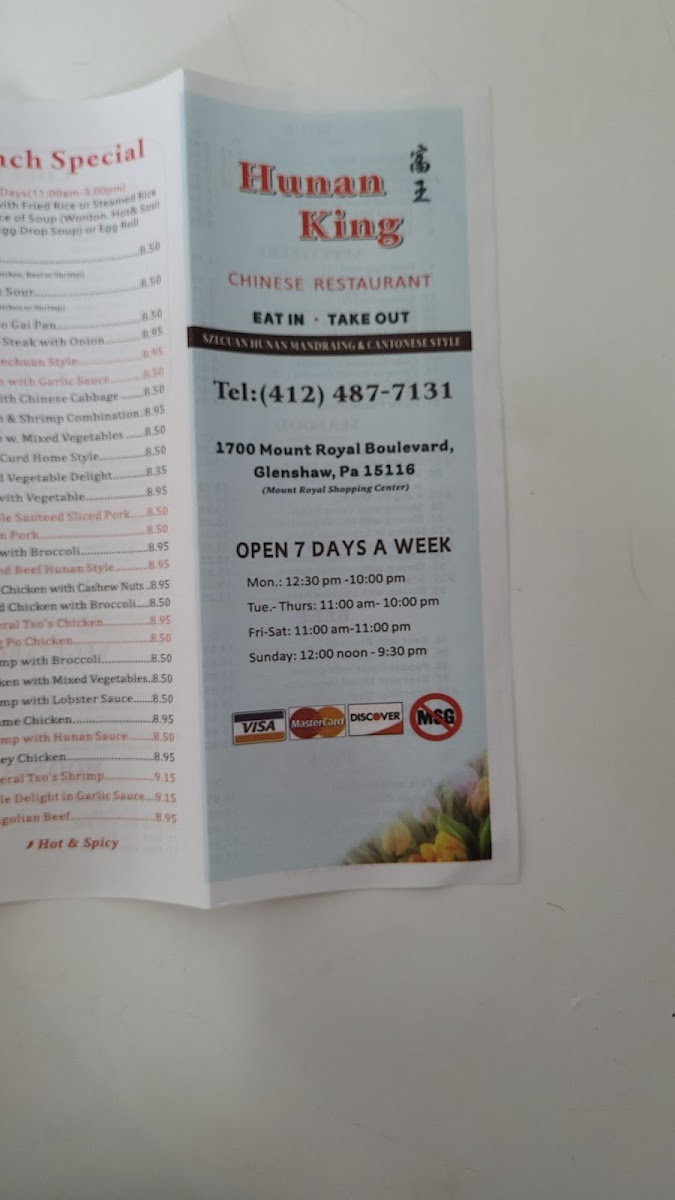 nch Special
Days(11:00am-3:00pm)
with Fried Rice or Steamed Rice
ce of Soup (Wonton, Hot& Sour
gg Drop Soup) or Egg Roll
8.50
icken, Beef or Shrimp)
Sour 8.50
icken or Shrimp)
o Gai Pan 8.50
Steak with Onion 8.95
echuan Style 8.95
n with Garlic Sauce 8.50
ith Chinese Cabbage 8.50
n & Shrimp Combination 8.95
w. Mixed Vegetables 8.50
Curd Home Style 8.50
d Vegetable Delight 8.35
with Vegetable 8.95
le Sauteed Sliced Pork 8.50
n Pork 8.50
with Broccoli 8.95
ed Beef Hunan Style 8.95
Chicken with Cashew Nuts 8.95
d Chicken with Broccoli 8.50
eral Tso's Chicken 8.95
g Po Chicken 8.50
mp with Broccoli 8.50
ken with Mixed Vegetables 8.50
mp with Lobster Sauce 8.50
ame Chicken 8.95
mp with Hunan Sauce 8.50
ey Chicken 8.95
eral Tso's Shrimp 9.15
le Delight in Garlic Sauce 9.15
golian Beef 8.95
Hot & Spicy
Hunan
King
富王
CHINESE RESTAURANT
EAT IN · TAKE OUT
SZECUAN HUNAN MANDRAING & CANTONESE STYLE
Tel:(412) 487-7131
1700 Mount Royal Boulevard,
Glenshaw, Pa 15116
(Mount Royal Shopping Center)
OPEN 7 DAYS A WEEK
Mon.: 12:30 pm -10:00 pm
Tue.- Thurs: 11:00 am- 10:00 pm
Fri-Sat: 11:00 am-11:00 pm
Sunday: 12:00 noon - 9:30 pm
VISA MasterCard DISCOVER MSG